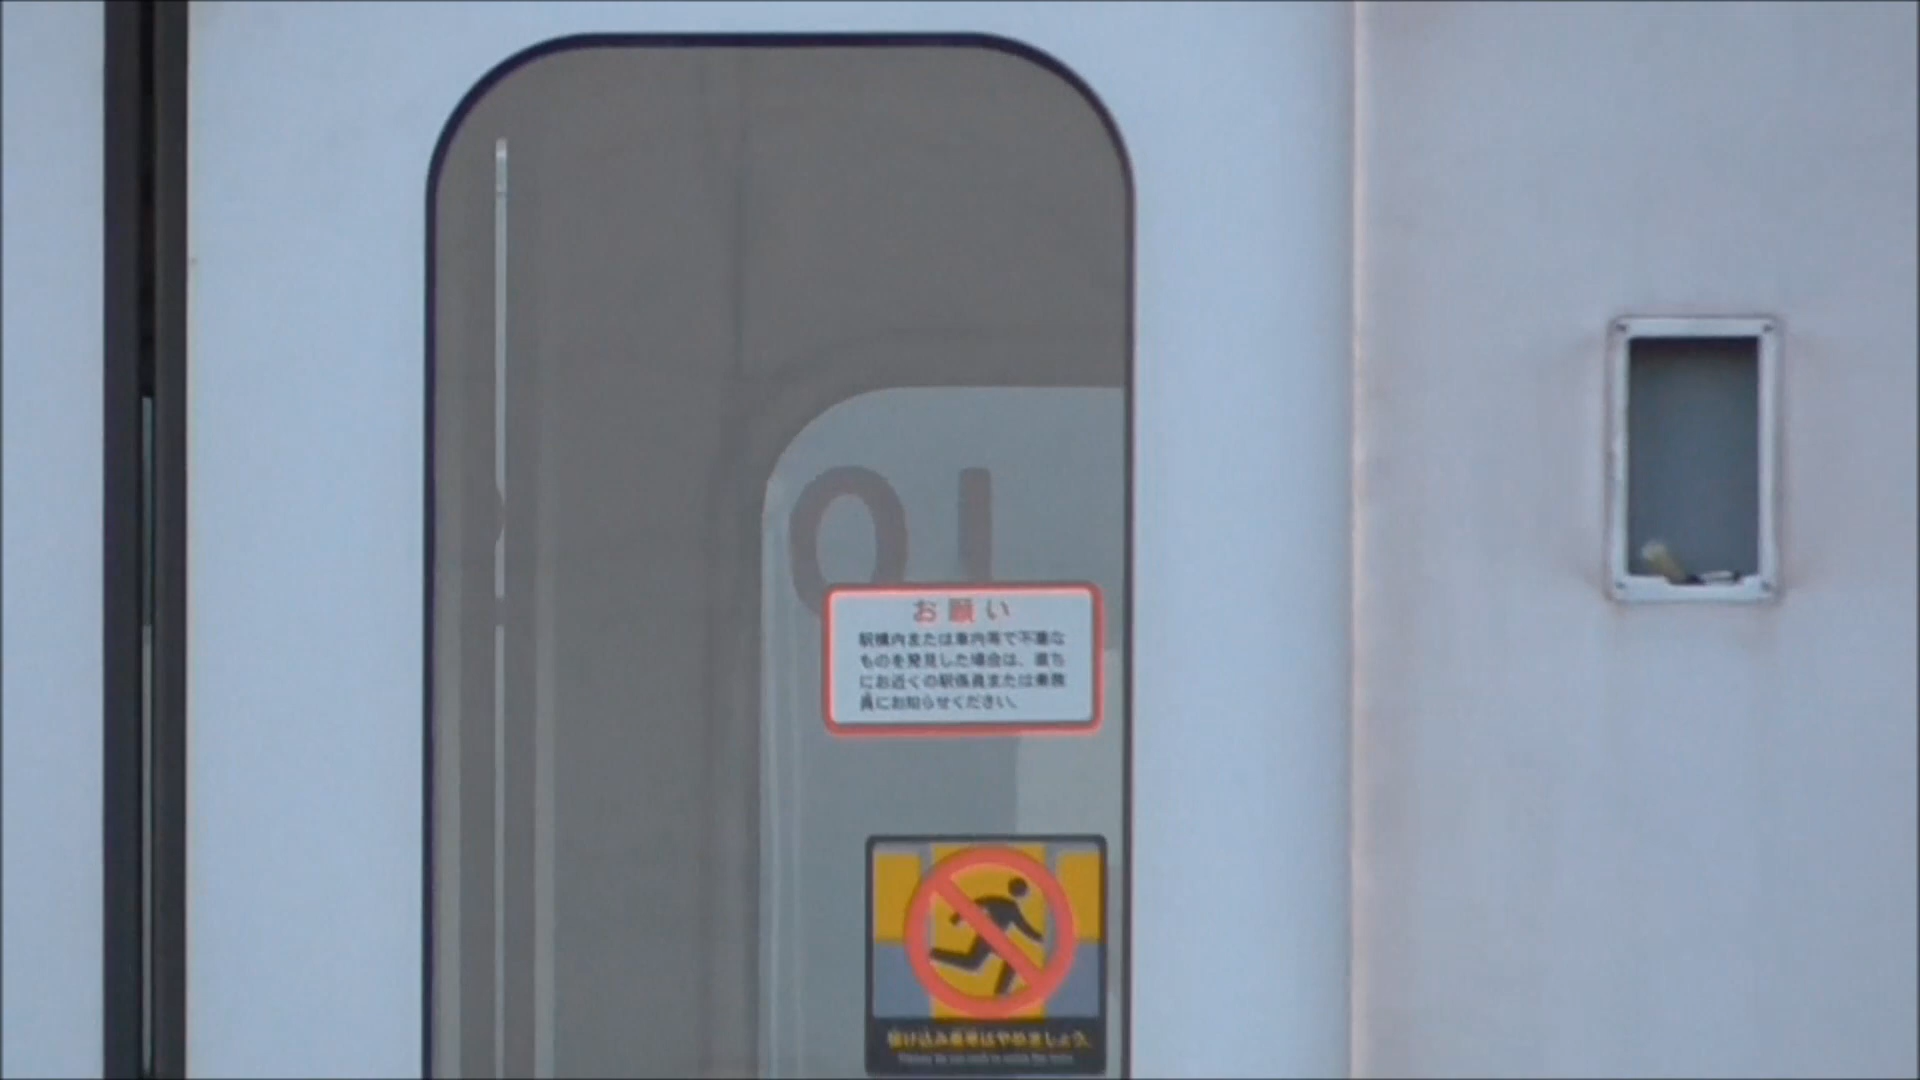 お願い
駅構内または車内等で不審な
ものを発見した場合は、直ち
にお近くの駅係員または乗務
員にお知らせください。
駆け込み乗車はやめましょう。